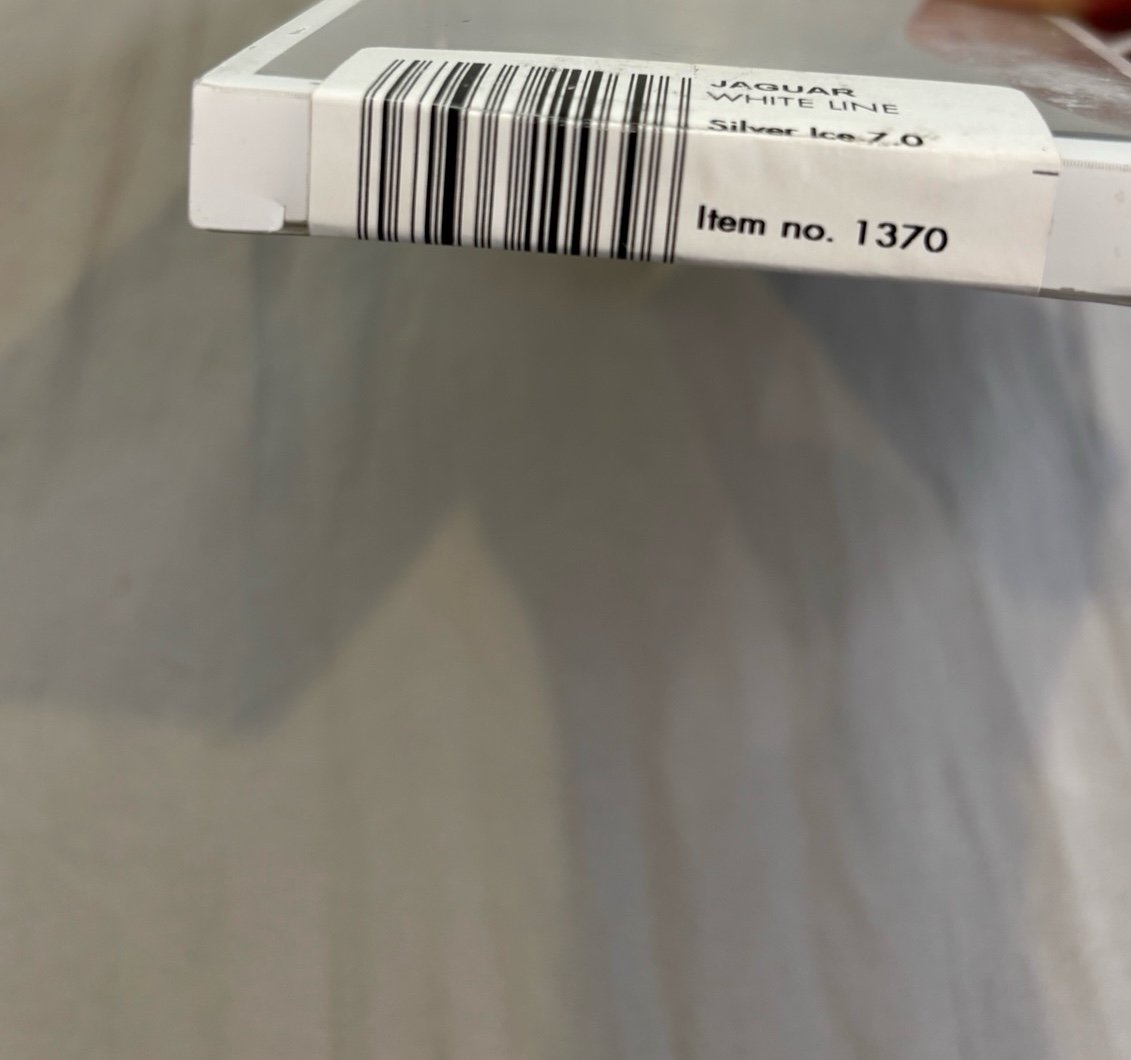 JAGUAR
WHITE LINE
Silver Ice 7.0
Item no. 1370